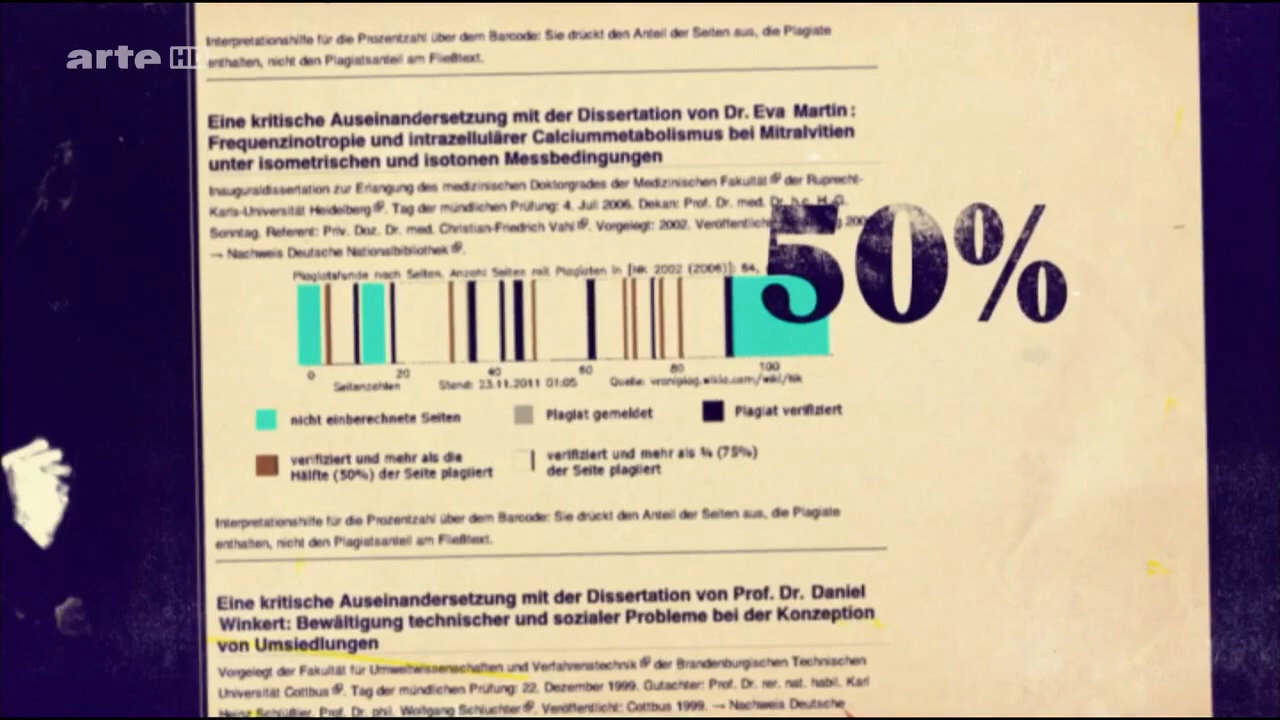 arte HD
Interpretationshilfe für die Prozentzahl über dem Barcode: Sie drückt den Anteil der Seiten aus, die Plagiate
enthalten, nicht den Plagiatsanteil am Fließtext.
Eine kritische Auseinandersetzung mit der Dissertation von Dr. Eva Martin:
Frequenzinotropie und intrazellulärer Calciummetabolismus bei Mitralvitien
unter isometrischen und isotonen Messbedingungen
Inauguraldissertation zur Erlangung des medizinischen Doktorgrades der Medizinischen Fakultät der Ruprecht-
Karls-Universität Heidelberg. Tag der mündlichen Prüfung: 4. Juli 2006. Dekan: Prof. Dr. med. Dr. h.c. H.G.
Sonntag. Referent: Priv. Doz. Dr. med. Christian-Friedrich Vahl. Vorgelegt: 2002.
→ Nachweis Deutsche Nationalbibliothek.
50%
Plagiatsfunde nach Seiten. Anzahl Seiten mit Plagiaten in [Nk 2002 (2006)]: 64,
0 20 40 60 80 100
Seitenzahlen Stand: 23.11.2011 01:05 Quelle: vroniplag.wikia.com/wiki/Nk
nicht einberechnete Seiten Plagiat gemeldet Plagiat verifiziert
verifiziert und mehr als die verifiziert und mehr als ¾ (75%)
Hälfte (50%) der Seite plagiiert der Seite plagiiert
Interpretationshilfe für die Prozentzahl über dem Barcode: Sie drückt den Anteil der Seiten aus, die Plagiate
enthalten, nicht den Plagiatsanteil am Fließtext.
Eine kritische Auseinandersetzung mit der Dissertation von Prof. Dr. Daniel
Winkert: Bewältigung technischer und sozialer Probleme bei der Konzeption
von Umsiedlungen
Vorgelegt der Fakultät für Umweltwissenschaften und Verfahrenstechnik der Brandenburgischen Technischen
Universität Cottbus. Tag der mündlichen Prüfung: 22. Dezember 1999. Gutachter: Prof. Dr. rer. nat. habil. Karl
Heinz Schlüßler, Prof. Dr. phil. Wolfgang Schluchter. Veröffentlicht: Cottbus 1999. → Nachweis Deutsche